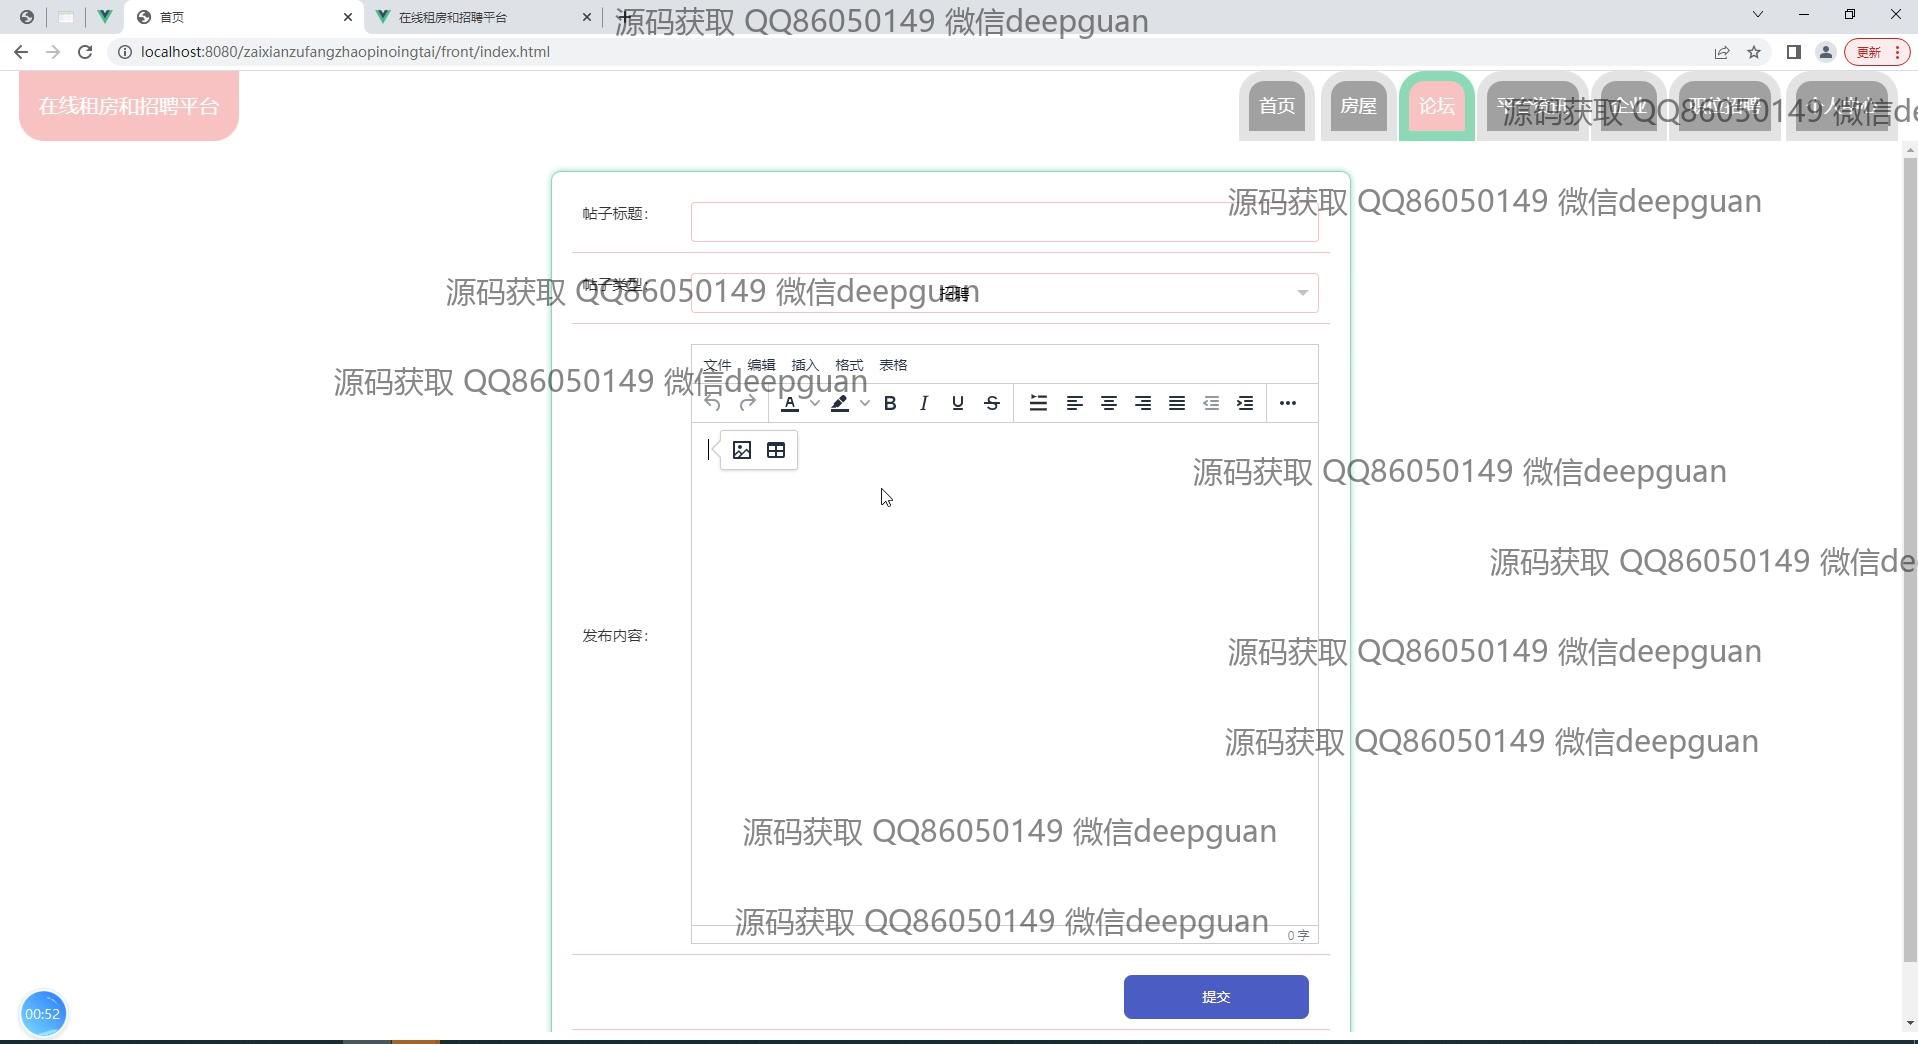 首页
在线租房和招聘平台
源码获取 QQ86050149 微信deepguan
localhost:8080/zaixianzufangzhaopinoingtai/front/index.html
更新
在线租房和招聘平台
首页
房屋
论坛
企业
源码获取 QQ86050149 微信de
帖子标题：
源码获取 QQ86050149 微信deepguan
帖子类型：
招聘
源码获取 QQ86050149 微信deepguan
文件 编辑 插入 格式 表格
源码获取 QQ86050149 微信deepguan
源码获取 QQ86050149 微信deepguan
源码获取 QQ86050149 微信de
发布内容：
源码获取 QQ86050149 微信deepguan
源码获取 QQ86050149 微信deepguan
源码获取 QQ86050149 微信deepguan
源码获取 QQ86050149 微信deepguan
0 字
提交
00:52